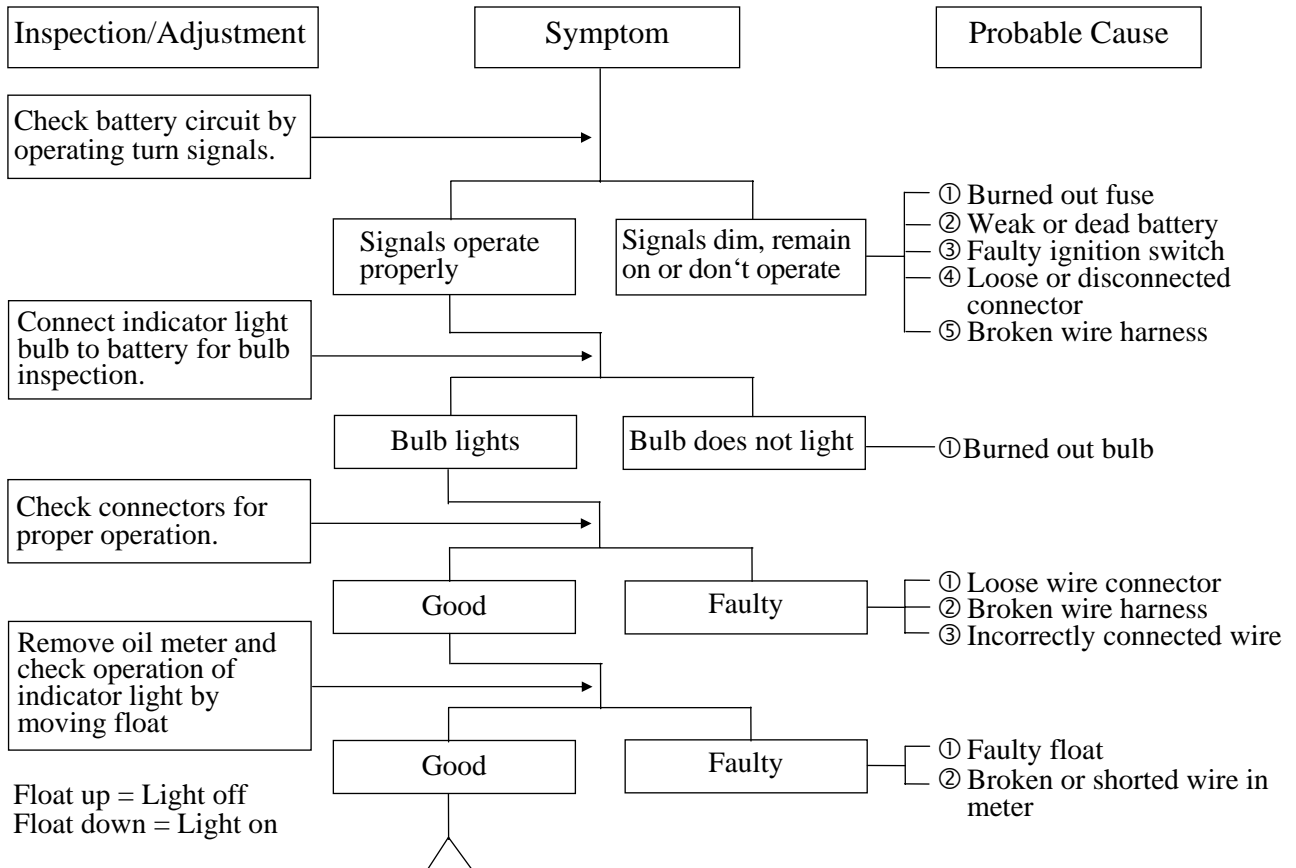 Inspection/Adjustment
Symptom
Probable Cause
Check battery circuit by
operating turn signals.
Signals operate
properly
Signals dim, remain
on or don‘t operate
① Burned out fuse
② Weak or dead battery
③ Faulty ignition switch
④ Loose or disconnected
connector
⑤ Broken wire harness
Connect indicator light
bulb to battery for bulb
inspection.
Bulb lights
Bulb does not light
①Burned out bulb
Check connectors for
proper operation.
Good
Faulty
① Loose wire connector
② Broken wire harness
③ Incorrectly connected wire
Remove oil meter and
check operation of
indicator light by
moving float
Good
Faulty
① Faulty float
② Broken or shorted wire in
meter
Float up = Light off
Float down = Light on